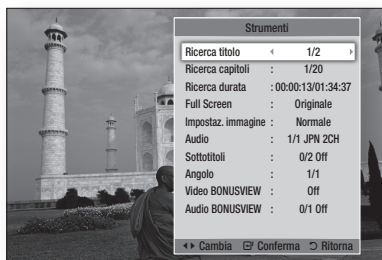 Strumenti
Ricerca titolo 1/2
Ricerca capitoli : 1/20
Ricerca durata : 00:00:13/01:34:37
Full Screen : Originale
Impostaz. immagine : Normale
Audio : 1/1 JPN 2CH
Sottotitoli : 0/2 Off
Angolo : 1/1
Video BONUSVIEW : Off
Audio BONUSVIEW : 0/1 Off
Cambia Conferma Ritorna